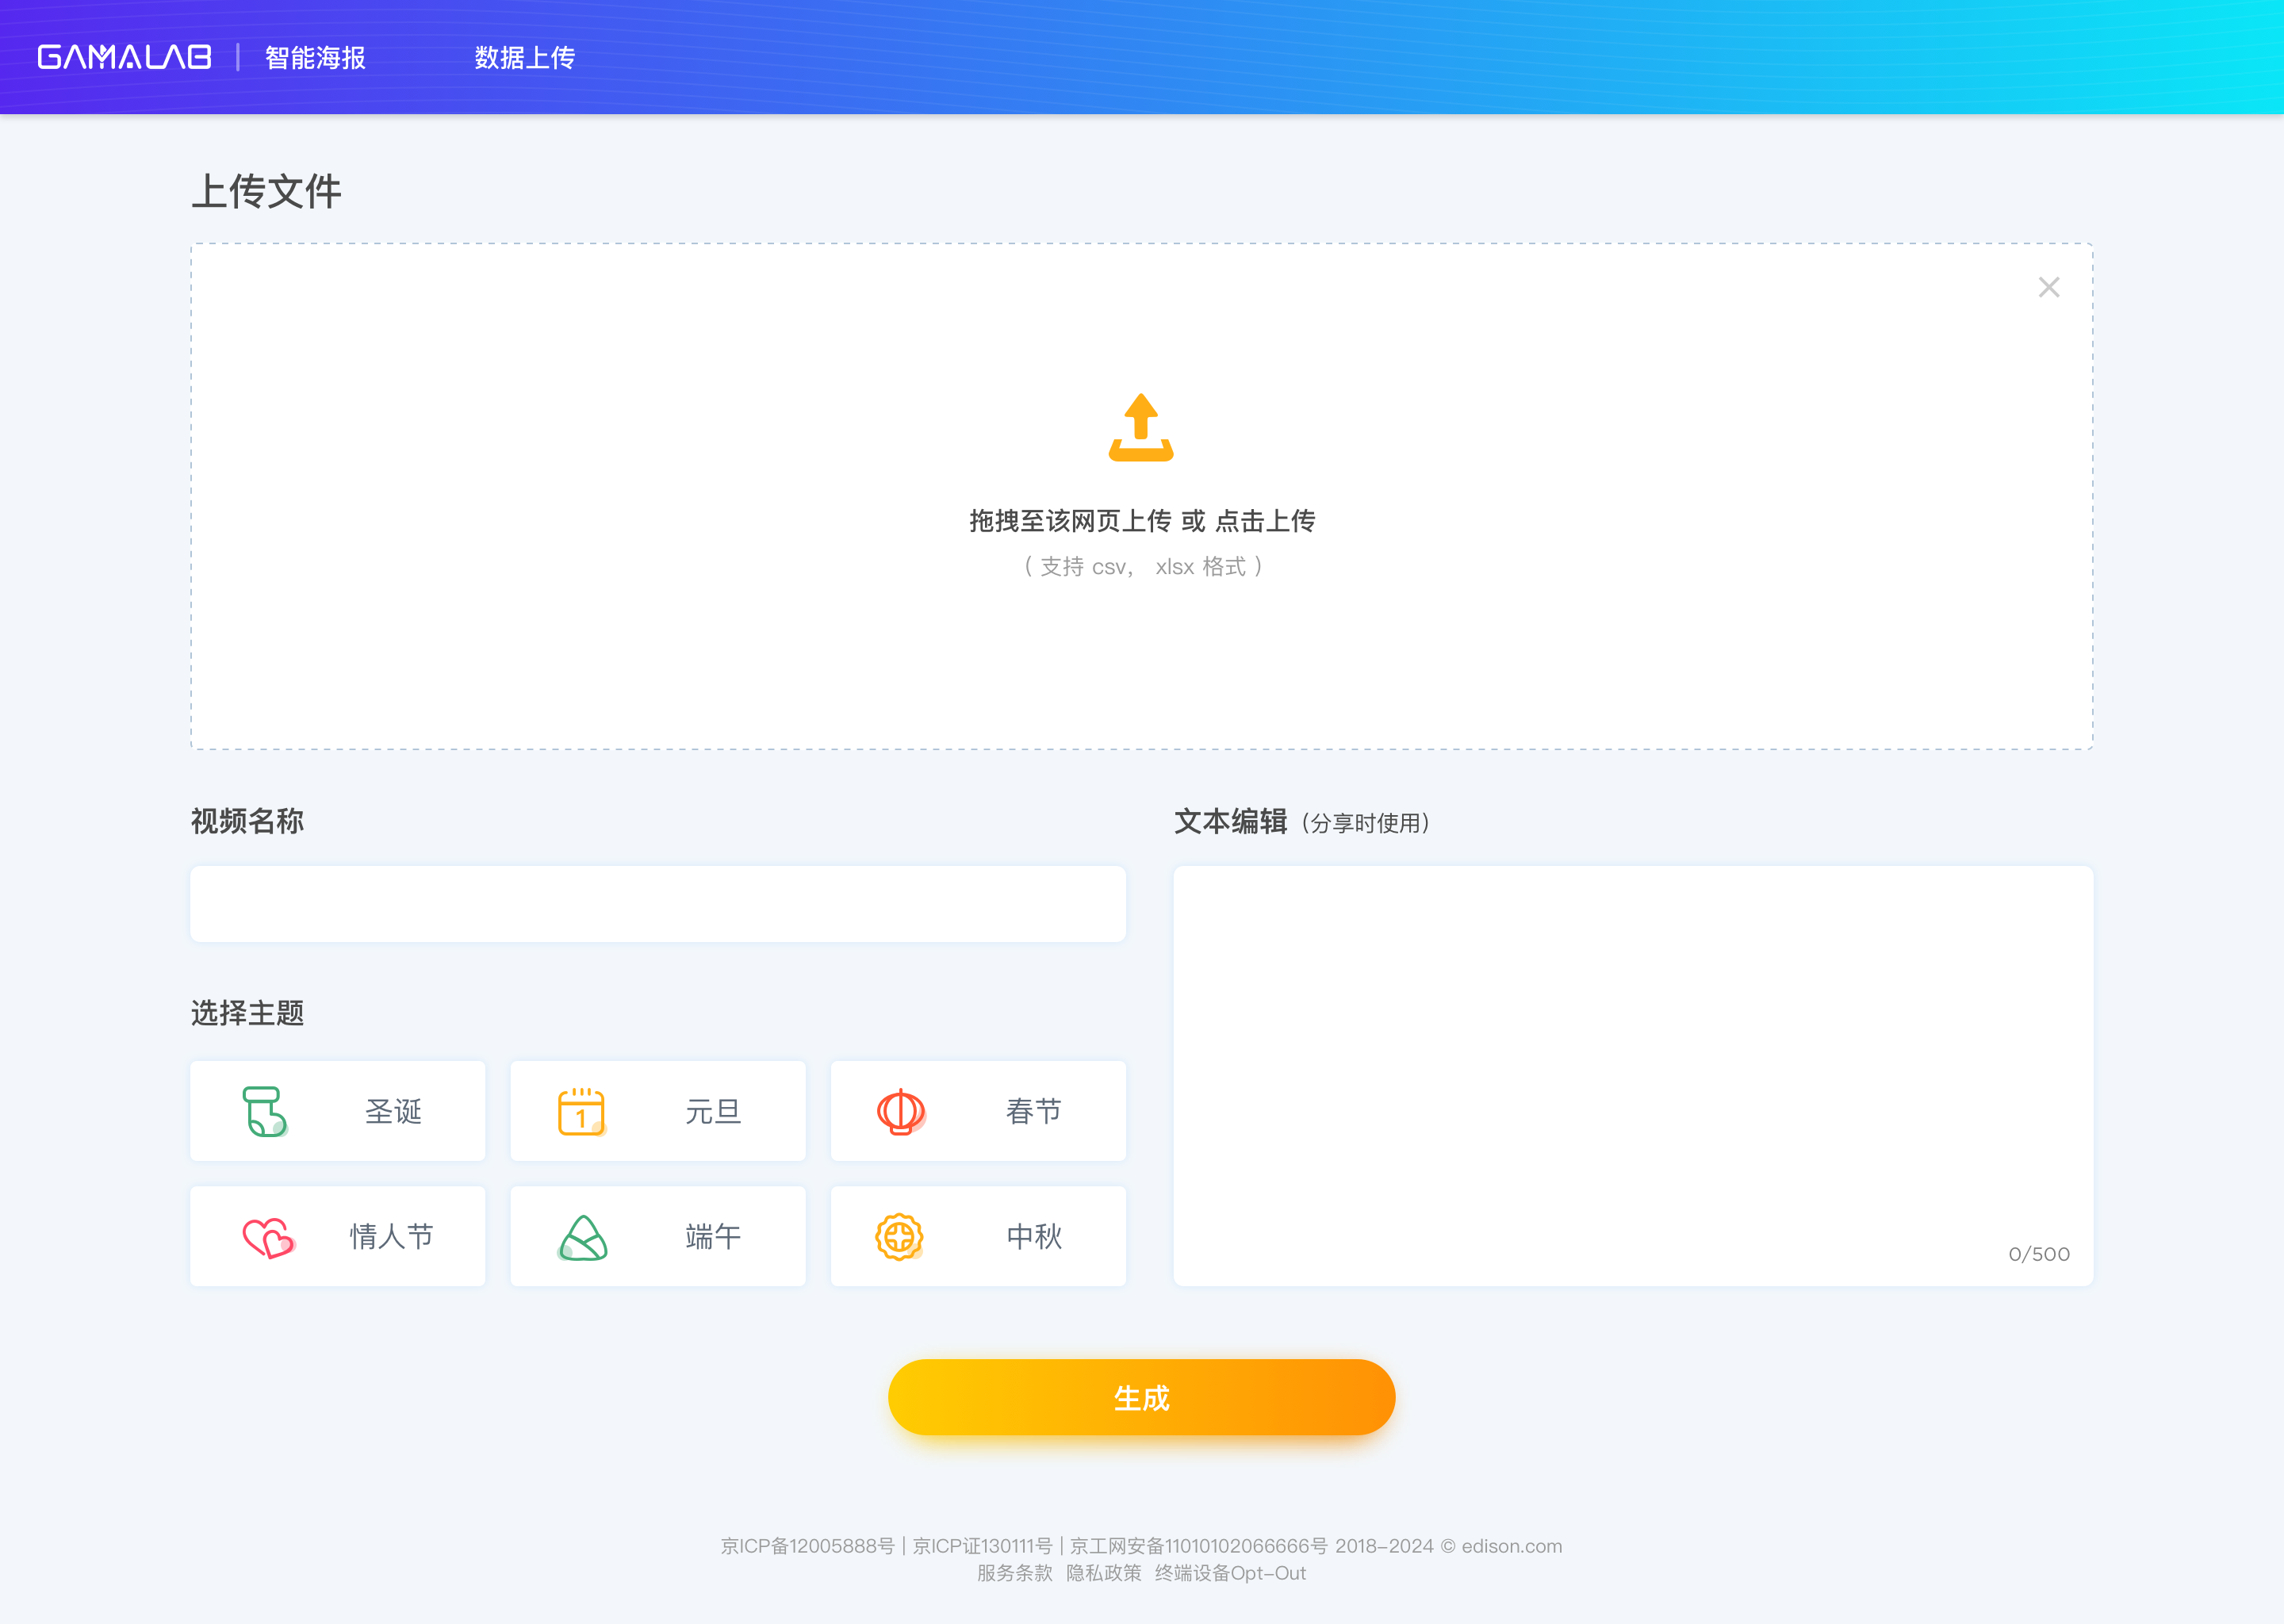 GAMALAB 智能海报 数据上传
上传文件
拖拽至该网页上传 或 点击上传
（ 支持 csv， xlsx 格式 ）
视频名称
文本编辑（分享时使用）
选择主题
圣诞
1
元旦
春节
情人节
端午
中秋
0/500
生成
京ICP备12005888号 | 京ICP证130111号 | 京工网安备11010102066666号 2018-2024 © edison.com
服务条款 隐私政策 终端设备Opt-Out